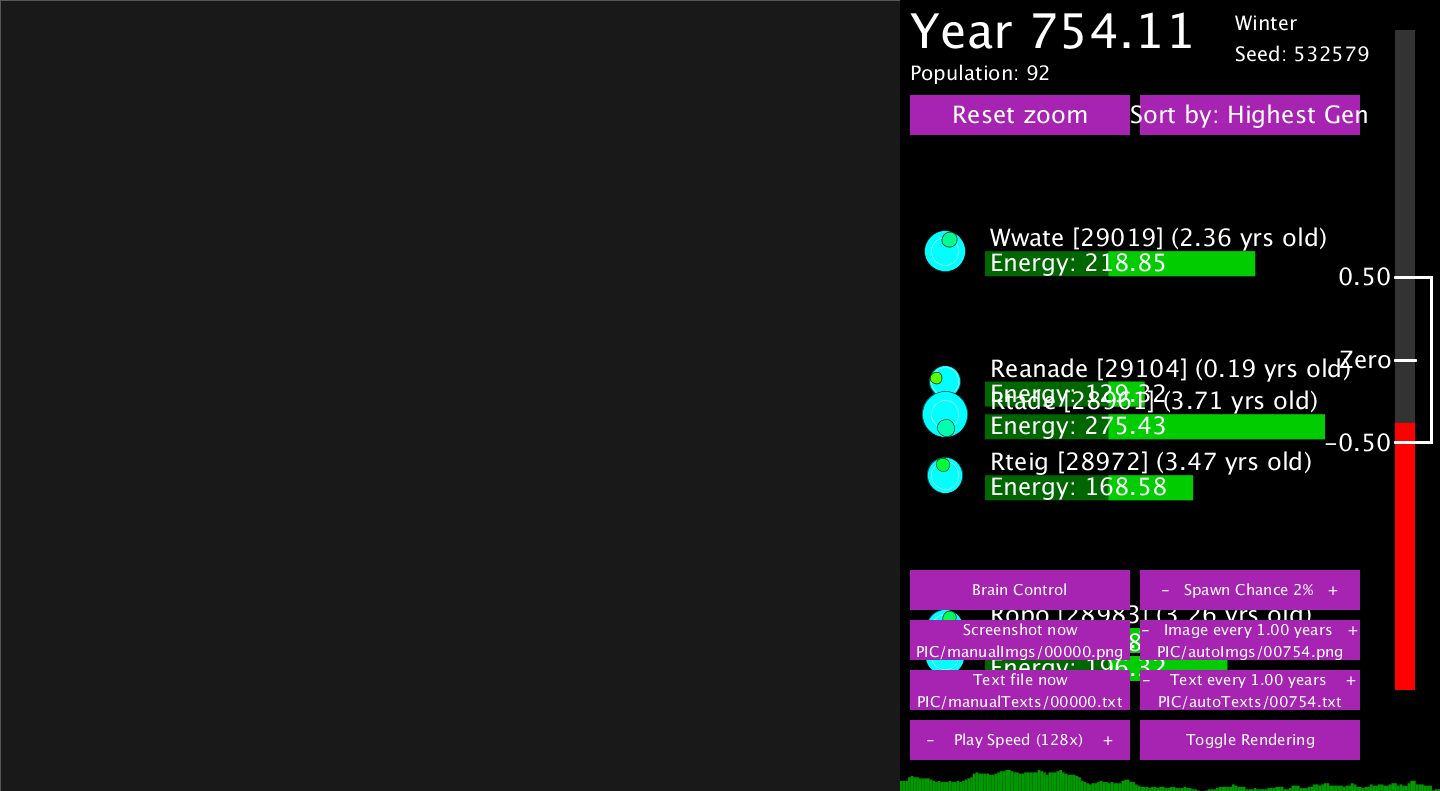 Year 754.11
Winter
Seed: 532579
Population: 92
Reset zoom
Sort by: Highest Gen
Wwate [29019] (2.36 yrs old)
Energy: 218.85
0.50
Reanade [29104] (0.19 yrs old)
Zero
Energy: 129.32
Rtade [28961] (3.71 yrs old)
Energy: 275.43
-0.50
Rteig [28972] (3.47 yrs old)
Energy: 168.58
Brain Control
- Spawn Chance 2% +
[28983] (3.26 yrs old)
Screenshot now
PIC/manualImgs/00000.png
- Image every 1.00 years +
PIC/autoImgs/00754.png
Energy: 196.32
Text file now
PIC/manualTexts/00000.txt
- Text every 1.00 years +
PIC/autoTexts/00754.txt
- Play Speed (128x) +
Toggle Rendering